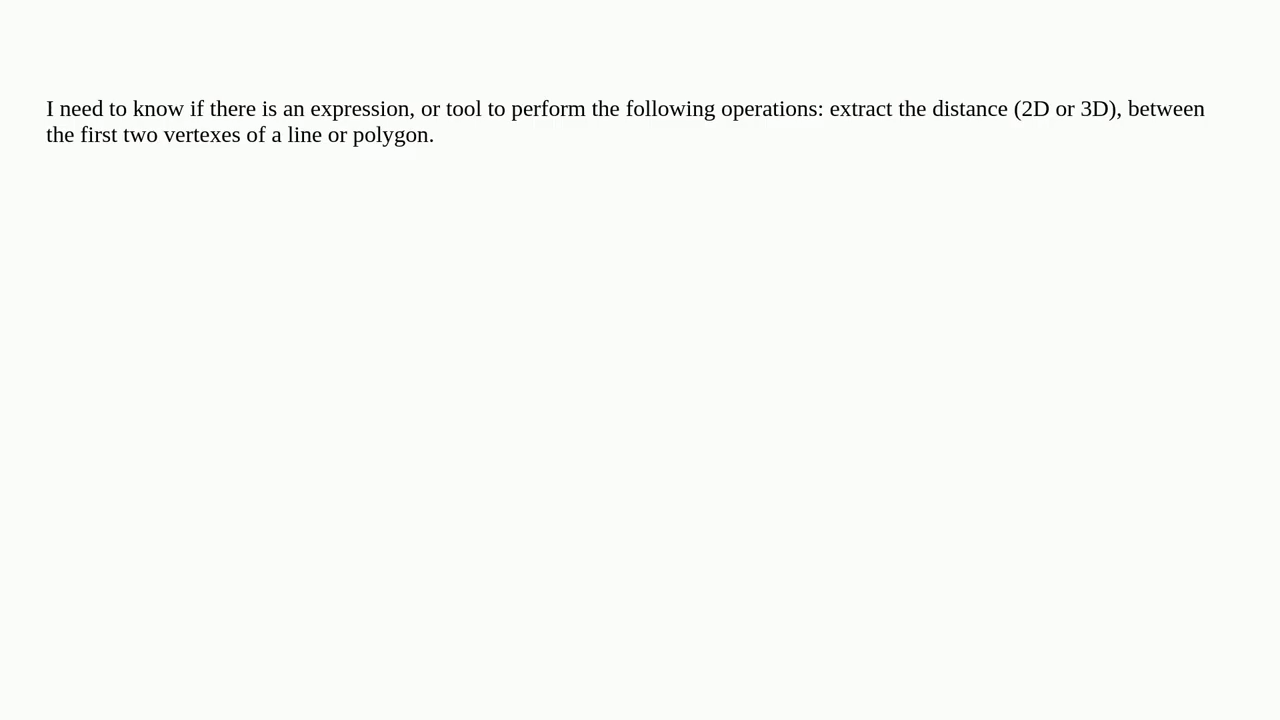 I need to know if there is an expression, or tool to perform the following operations: extract the distance (2D or 3D), between
the first two vertexes of a line or polygon.